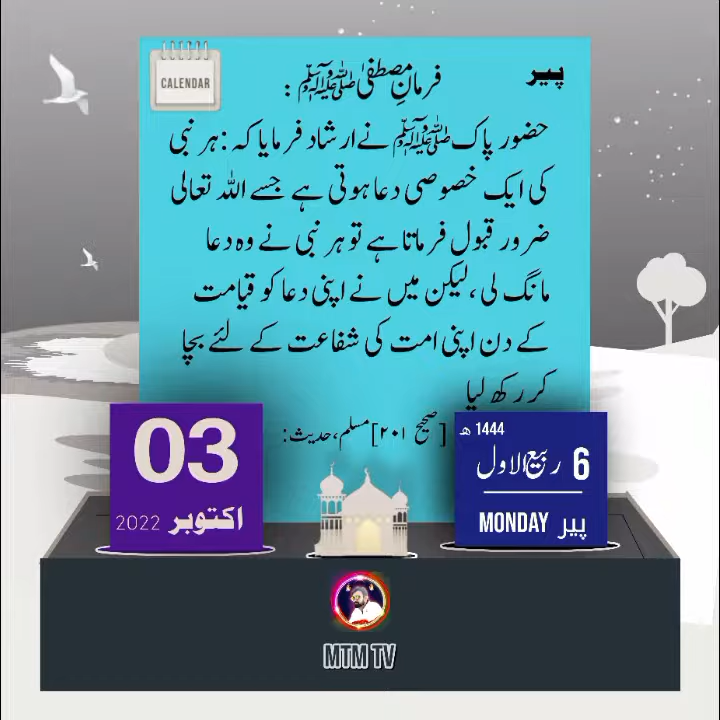 CALENDAR
پیر
فرمانِ مصطفیٰ ﷺ :
حضور پاک ﷺ نے ارشاد فرمایا کہ : ہر نبی
کی ایک خصوصی دعا ہوتی ہے جسے اللہ تعالی
ضرور قبول فرماتا ہے تو ہر نبی نے وہ دعا
مانگ لی ، لیکن میں نے اپنی دعا کو قیامت
کے دن اپنی امت کی شفاعت کے لئے بچا
کر رکھ لیا
[صحیح مسلم، حدیث: ۲۰۱]
1444 ھ
6 ربیع الاول
MONDAY پیر
03
اکتوبر 2022
MTM TV